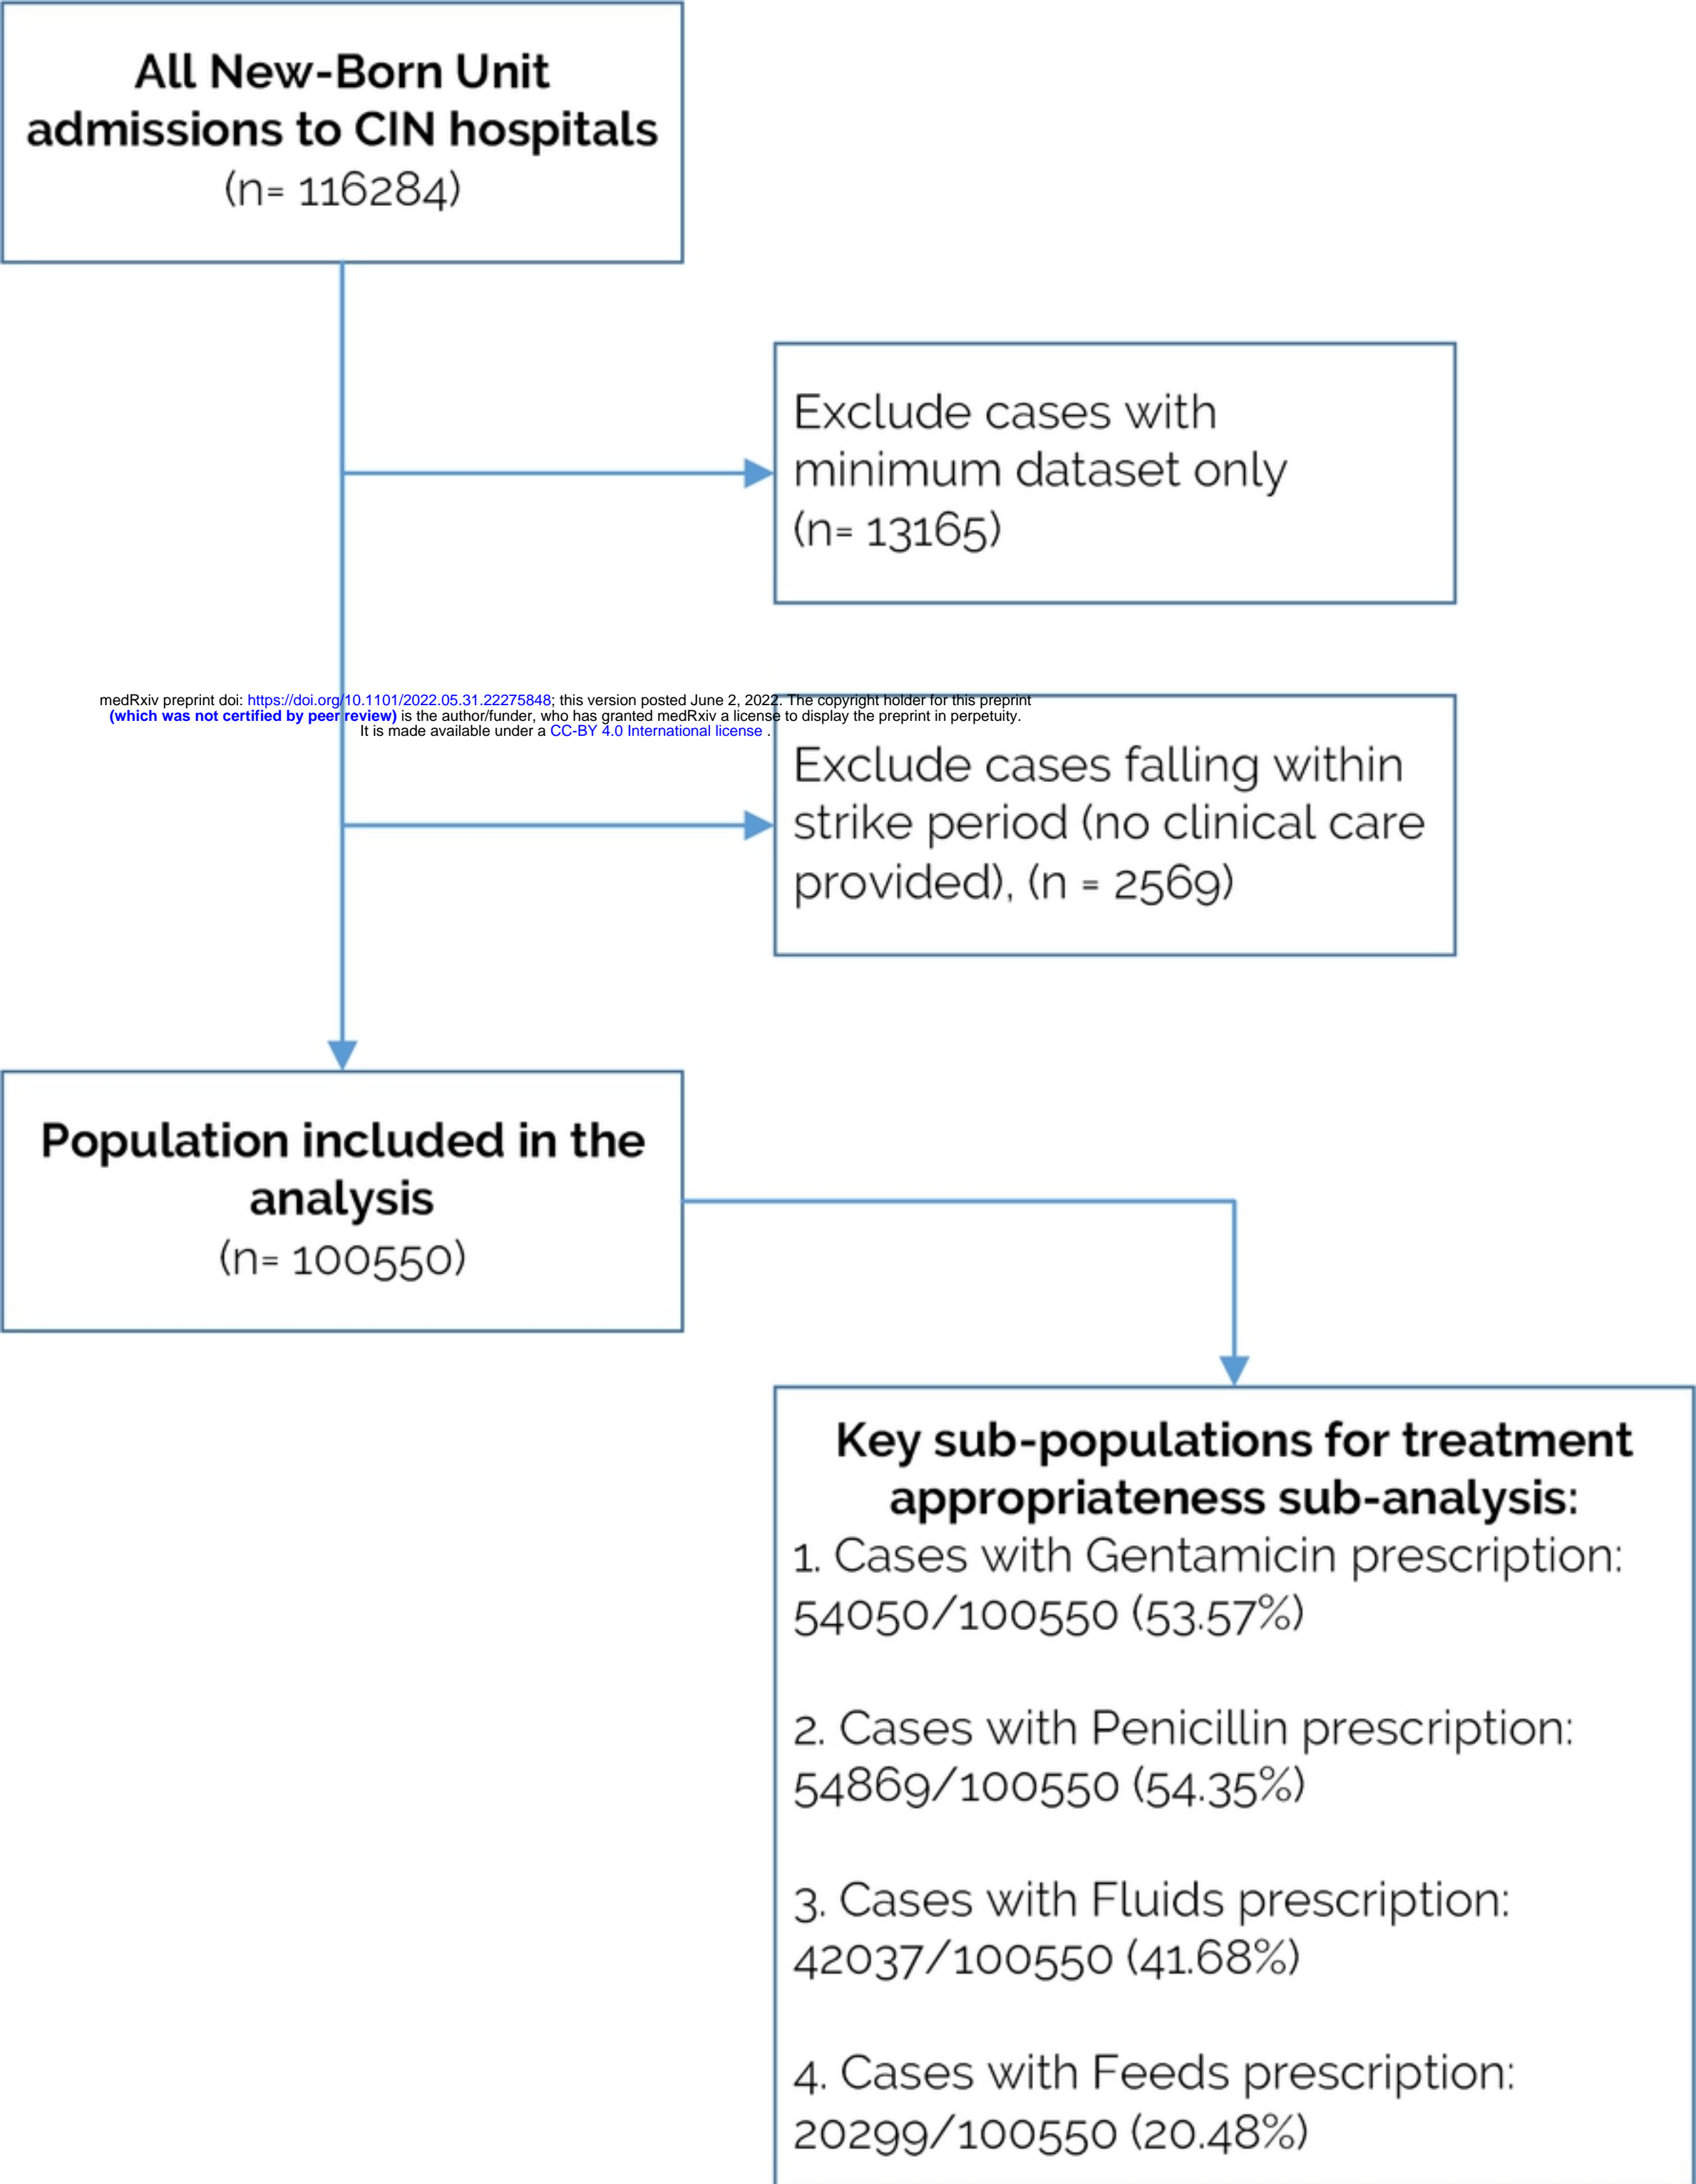 All New-Born Unit
admissions to CIN hospitals
(n= 116284)
Exclude cases with
minimum dataset only
(n= 13165)
medRxiv preprint doi: https://doi.org/10.1101/2022.05.31.22275848; this version posted June 2, 2022. The copyright holder for this preprint
(which was not certified by peer review) is the author/funder, who has granted medRxiv a license to display the preprint in perpetuity.
It is made available under a CC-BY 4.0 International license .
Exclude cases falling within
strike period (no clinical care
provided), (n = 2569)
Population included in the
analysis
(n= 100550)
Key sub-populations for treatment
appropriateness sub-analysis:
1. Cases with Gentamicin prescription:
54050/100550 (53.57%)
2. Cases with Penicillin prescription:
54869/100550 (54.35%)
3. Cases with Fluids prescription:
42037/100550 (41.68%)
4. Cases with Feeds prescription:
20299/100550 (20.48%)